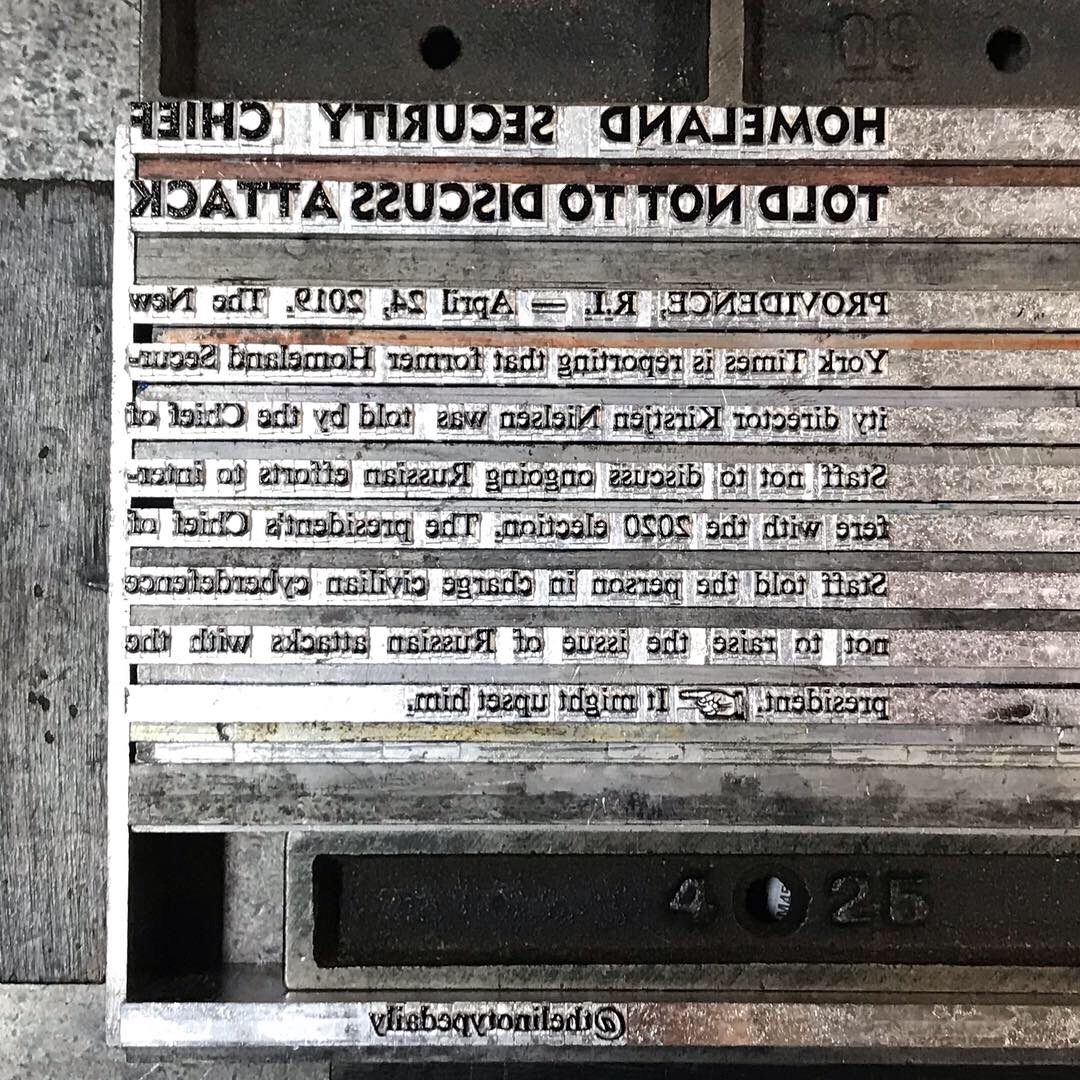 30
HOMELAND SECURITY CHIEF
TOLD NOT TO DISCUSS ATTACK
PROVIDENCE, R.I. — April 24, 2019. The New
York Times is reporting that former Homeland Secur-
ity director Kirstjen Nielsen was told by the Chief of
Staff not to discuss ongoing Russian efforts to inter-
fere with the 2020 election. The president's Chief of
Staff told the person in charge civilian cyberdefence
not to raise the issue of Russian attacks with the
president. ☞ It might upset him.
4 25
@thelinotypedaily